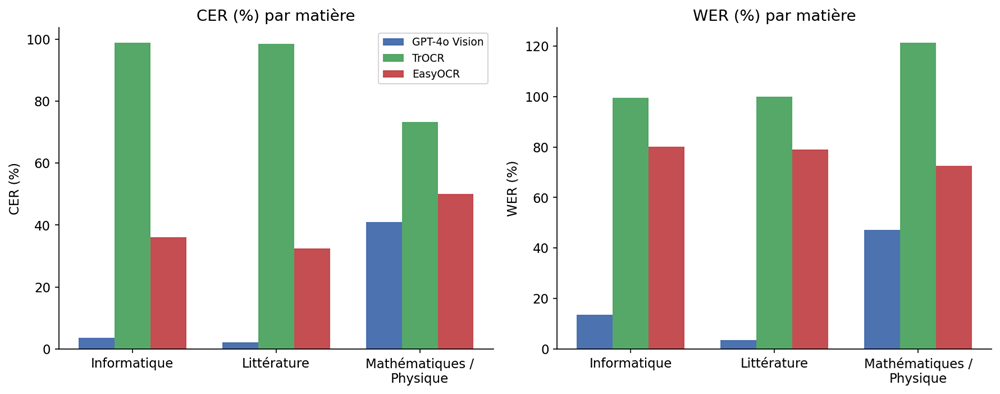 CER (%) par matière
CER (%)
100
80
60
40
20
0
GPT-4o Vision
TrOCR
EasyOCR
Informatique
Littérature
Mathématiques /
Physique
WER (%) par matière
WER (%)
120
100
80
60
40
20
0
Informatique
Littérature
Mathématiques /
Physique